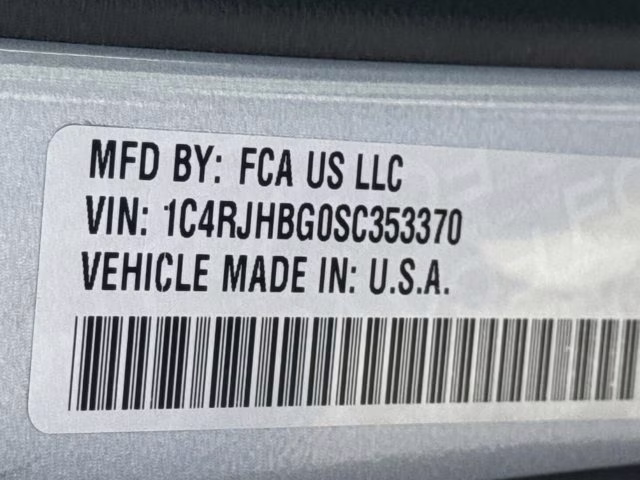 MFD BY: FCA US LLC
VIN: 1C4RJHBG0SC353370
VEHICLE MADE IN: U.S.A.